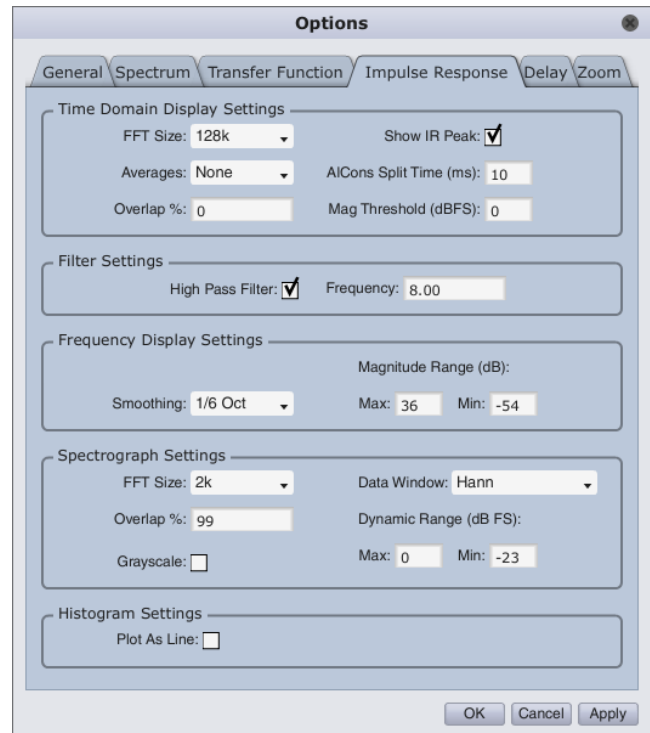 Options
General Spectrum Transfer Function Impulse Response Delay Zoom
Time Domain Display Settings
FFT Size: 128k Show IR Peak:
Averages: None AlCons Split Time (ms): 10
Overlap %: 0 Mag Threshold (dBFS): 0
Filter Settings
High Pass Filter: Frequency: 8.00
Frequency Display Settings
Magnitude Range (dB):
Smoothing: 1/6 Oct Max: 36 Min: -54
Spectrograph Settings
FFT Size: 2k Data Window: Hann
Overlap %: 99 Dynamic Range (dB FS):
Grayscale: Max: 0 Min: -23
Histogram Settings
Plot As Line:
OK Cancel Apply